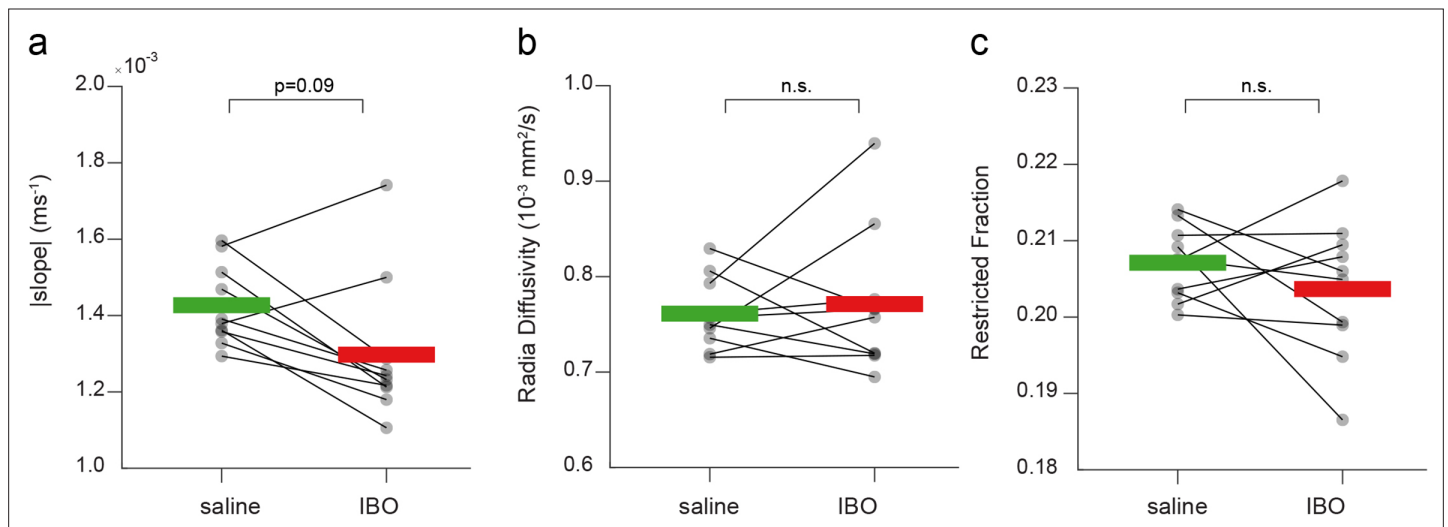 a
× 10⁻³
2.0
1.8
1.6
1.4
1.2
1.0
|slope| (ms⁻¹)
p=0.09
saline IBO
b
1.0
0.9
0.8
0.7
0.6
Radia Diffusivity (10⁻³ mm²/s)
n.s.
saline IBO
c
0.23
0.22
0.21
0.20
0.19
0.18
Restricted Fraction
n.s.
saline IBO